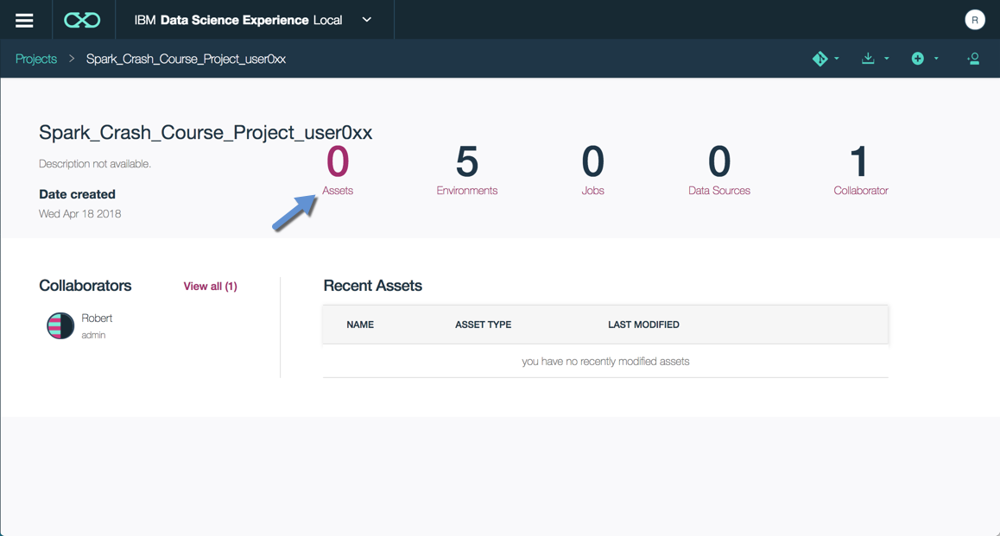 IBM Data Science Experience Local
R
Projects > Spark_Crash_Course_Project_user0xx
Spark_Crash_Course_Project_user0xx
Description not available.
Date created
Wed Apr 18 2018
0 5 0 0 1
Assets Environments Jobs Data Sources Collaborator
Collaborators View all (1)
Robert
admin
Recent Assets
NAME ASSET TYPE LAST MODIFIED
you have no recently modified assets